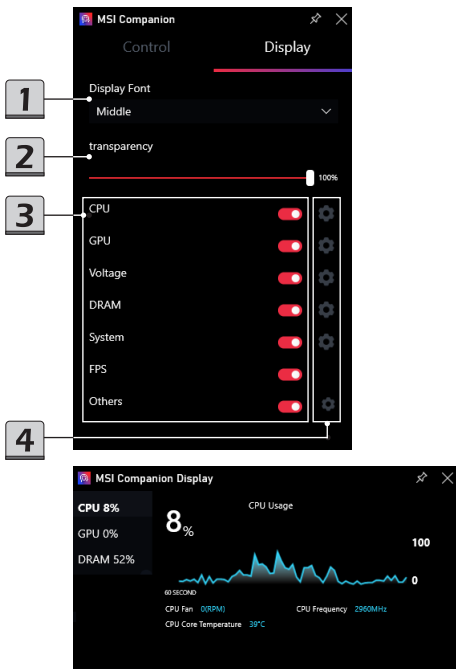 MSI Companion
Control Display
1
Display Font
Middle
2
transparency
100%
3
CPU
GPU
Voltage
DRAM
System
FPS
Others
4
MSI Companion Display
CPU 8%
GPU 0%
DRAM 52%
8%
CPU Usage
100
0
60 SECOND
CPU Fan 0(RPM) CPU Frequency 2960MHz
CPU Core Temperature 39°C